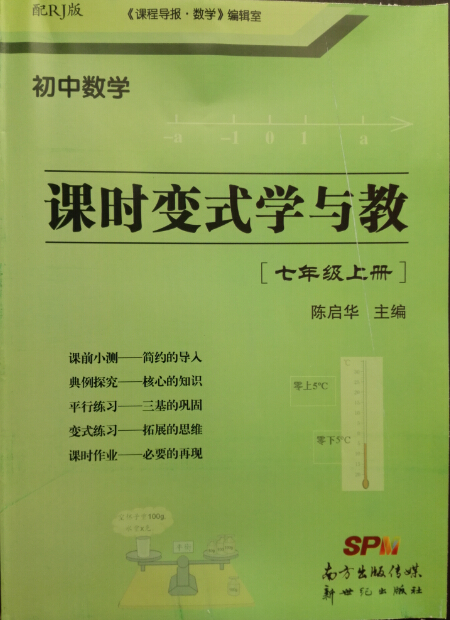 配RJ版
《课程导报·数学》编辑室
初中数学
-a -1 0 1 a
课时变式学与教
[七年级上册]
陈启华 主编
课前小测——简约的导入
典例探究——核心的知识
平行练习——三基的巩固
变式练习——拓展的思维
课时作业——必要的再现
℃
零上5℃
零下5℃
SPM
南方出版传媒
新世纪出版社